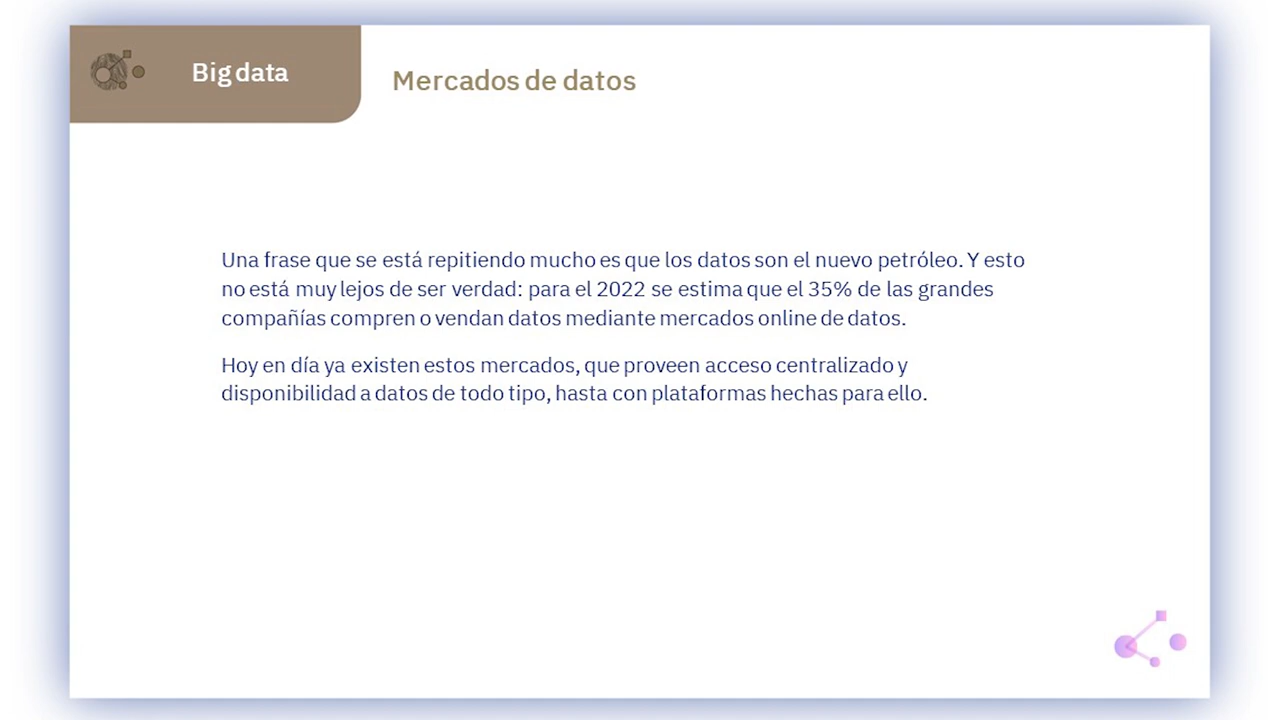 Big data
Mercados de datos
Una frase que se está repitiendo mucho es que los datos son el nuevo petróleo. Y esto
no está muy lejos de ser verdad: para el 2022 se estima que el 35% de las grandes
compañías compren o vendan datos mediante mercados online de datos.
Hoy en día ya existen estos mercados, que proveen acceso centralizado y
disponibilidad a datos de todo tipo, hasta con plataformas hechas para ello.